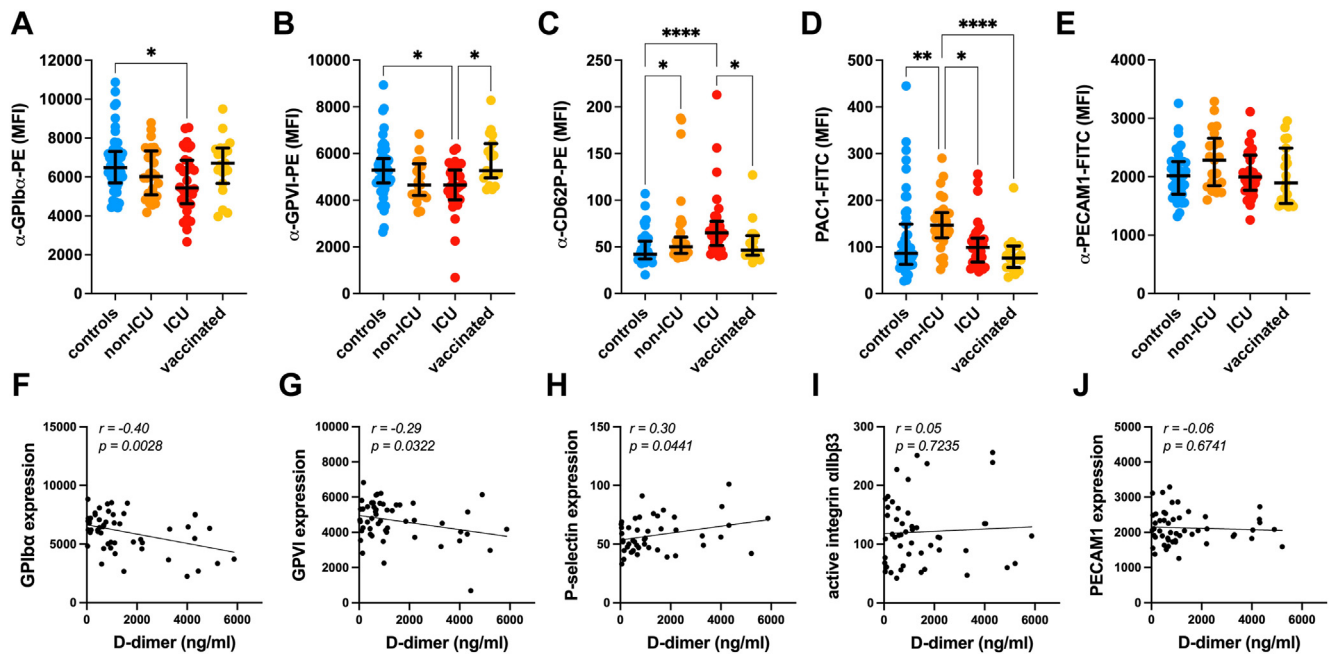 A
α-GPIbα-PE (MFI)
12000
10000
8000
6000
4000
2000
0
*
controls
non-ICU
ICU
vaccinated
B
α-GPVI-PE (MFI)
10000
8000
6000
4000
2000
0
*
*
controls
non-ICU
ICU
vaccinated
C
α-CD62P-PE (MFI)
250
200
150
100
50
0
****
*
*
controls
non-ICU
ICU
vaccinated
D
PAC1-FITC (MFI)
500
400
300
200
100
0
****
**
*
controls
non-ICU
ICU
vaccinated
E
α-PECAM1-FITC (MFI)
4000
3000
2000
1000
0
controls
non-ICU
ICU
vaccinated
F
GPIIbα expression
15000
10000
5000
0
r = -0.40
p = 0.0028
0
2000
4000
6000
D-dimer (ng/ml)
G
GPVI expression
10000
8000
6000
4000
2000
0
r = -0.29
p = 0.0322
0
2000
4000
6000
D-dimer (ng/ml)
H
P-selectin expression
150
100
50
0
r = 0.30
p = 0.0441
0
2000
4000
6000
D-dimer (ng/ml)
I
active integrin αIIbβ3
300
200
100
0
r = 0.05
p = 0.7235
0
2000
4000
6000
D-dimer (ng/ml)
J
PECAM1 expression
5000
4000
3000
2000
1000
0
r = -0.06
p = 0.6741
0
2000
4000
6000
D-dimer (ng/ml)